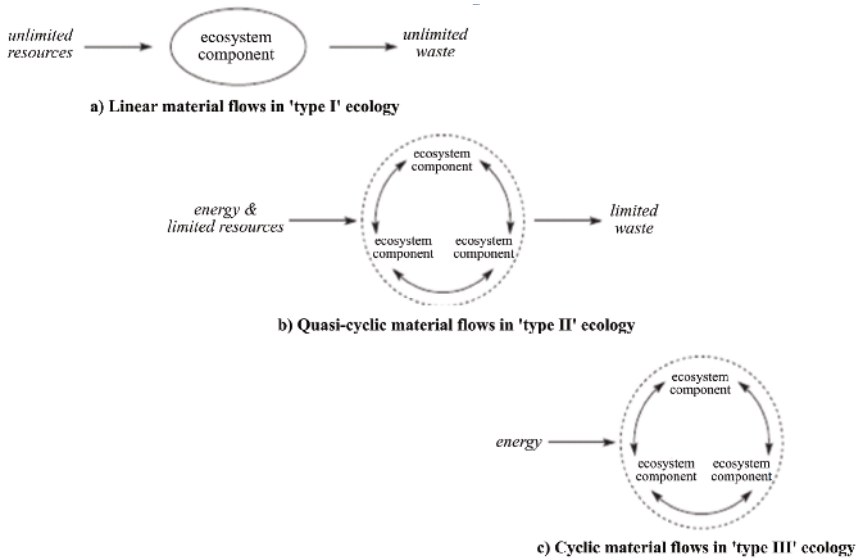 unlimited
resources
ecosystem
component
unlimited
waste
a) Linear material flows in 'type I' ecology
ecosystem
component
energy &
limited resources
limited
waste
ecosystem
component
ecosystem
component
b) Quasi-cyclic material flows in 'type II' ecology
ecosystem
component
energy
ecosystem
component
ecosystem
component
c) Cyclic material flows in 'type III' ecology